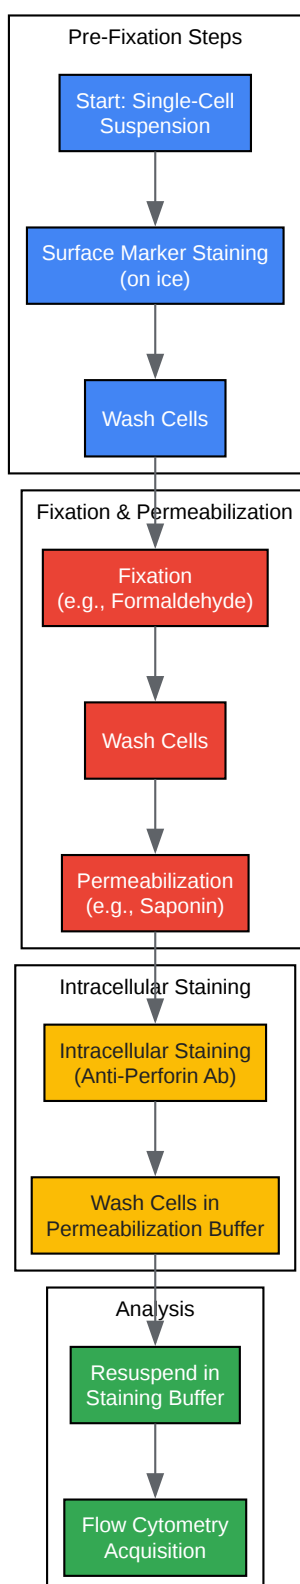 Pre-Fixation Steps
Start: Single-Cell
Suspension
Surface Marker Staining
(on ice)
Wash Cells
Fixation & Permeabilization
Fixation
(e.g., Formaldehyde)
Wash Cells
Permeabilization
(e.g., Saponin)
Intracellular Staining
Intracellular Staining
(Anti-Perforin Ab)
Wash Cells in
Permeabilization Buffer
Analysis
Resuspend in
Staining Buffer
Flow Cytometry
Acquisition